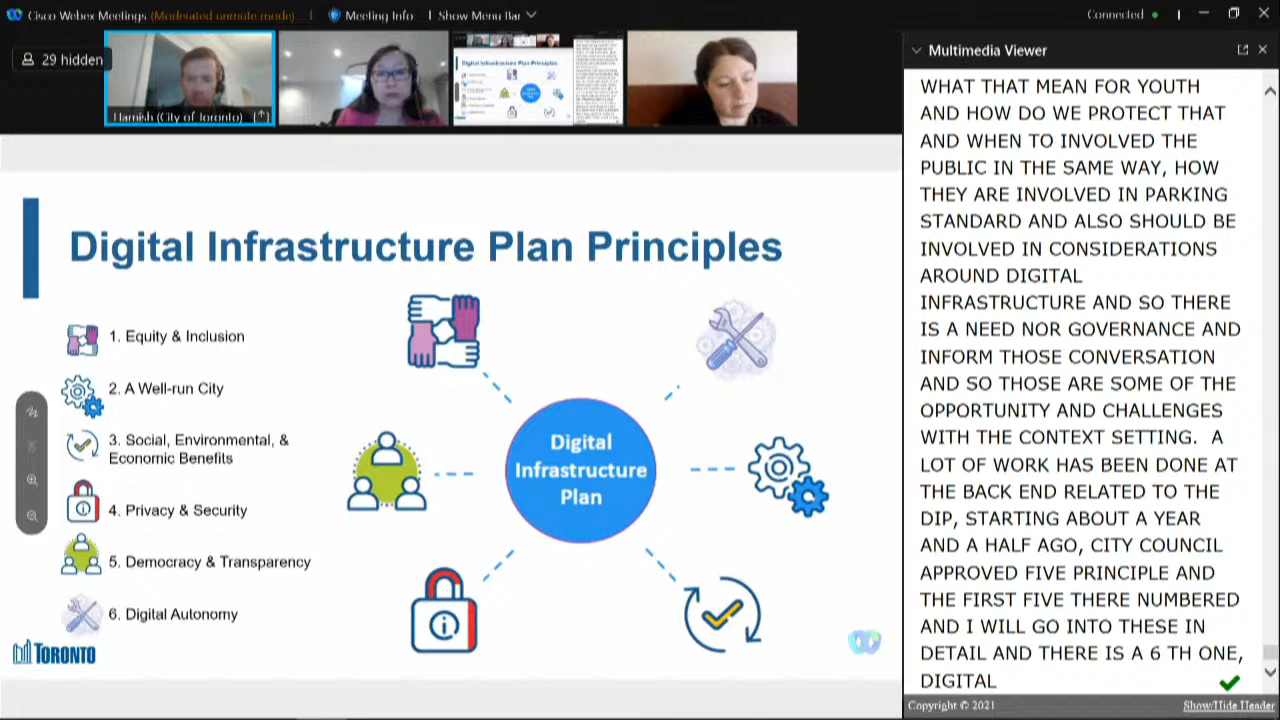 Cisco Webex Meetings (Moderated unmute mode) | Meeting Info | Show Menu Bar
Connected
29 hidden
Hamish (City of Toronto)
Digital Infrastructure Plan Principles
Digital Infrastructure Plan Principles
1. Equity & Inclusion
2. A Well-run City
3. Social, Environmental, &
Economic Benefits
4. Privacy & Security
5. Democracy & Transparency
6. Digital Autonomy
TORONTO
Digital
Infrastructure
Plan
Multimedia Viewer
WHAT THAT MEAN FOR YOUTH
AND HOW DO WE PROTECT THAT
AND WHEN TO INVOLVED THE
PUBLIC IN THE SAME WAY, HOW
THEY ARE INVOLVED IN PARKING
STANDARD AND ALSO SHOULD BE
INVOLVED IN CONSIDERATIONS
AROUND DIGITAL
INFRASTRUCTURE AND SO THERE
IS A NEED NOR GOVERNANCE AND
INFORM THOSE CONVERSATION
AND SO THOSE ARE SOME OF THE
OPPORTUNITY AND CHALLENGES
WITH THE CONTEXT SETTING. A
LOT OF WORK HAS BEEN DONE AT
THE BACK END RELATED TO THE
DIP, STARTING ABOUT A YEAR
AND A HALF AGO, CITY COUNCIL
APPROVED FIVE PRINCIPLE AND
THE FIRST FIVE THERE NUMBERED
AND I WILL GO INTO THESE IN
DETAIL AND THERE IS A 6 TH ONE,
DIGITAL
Copyright © 2021
Show/Hide Header